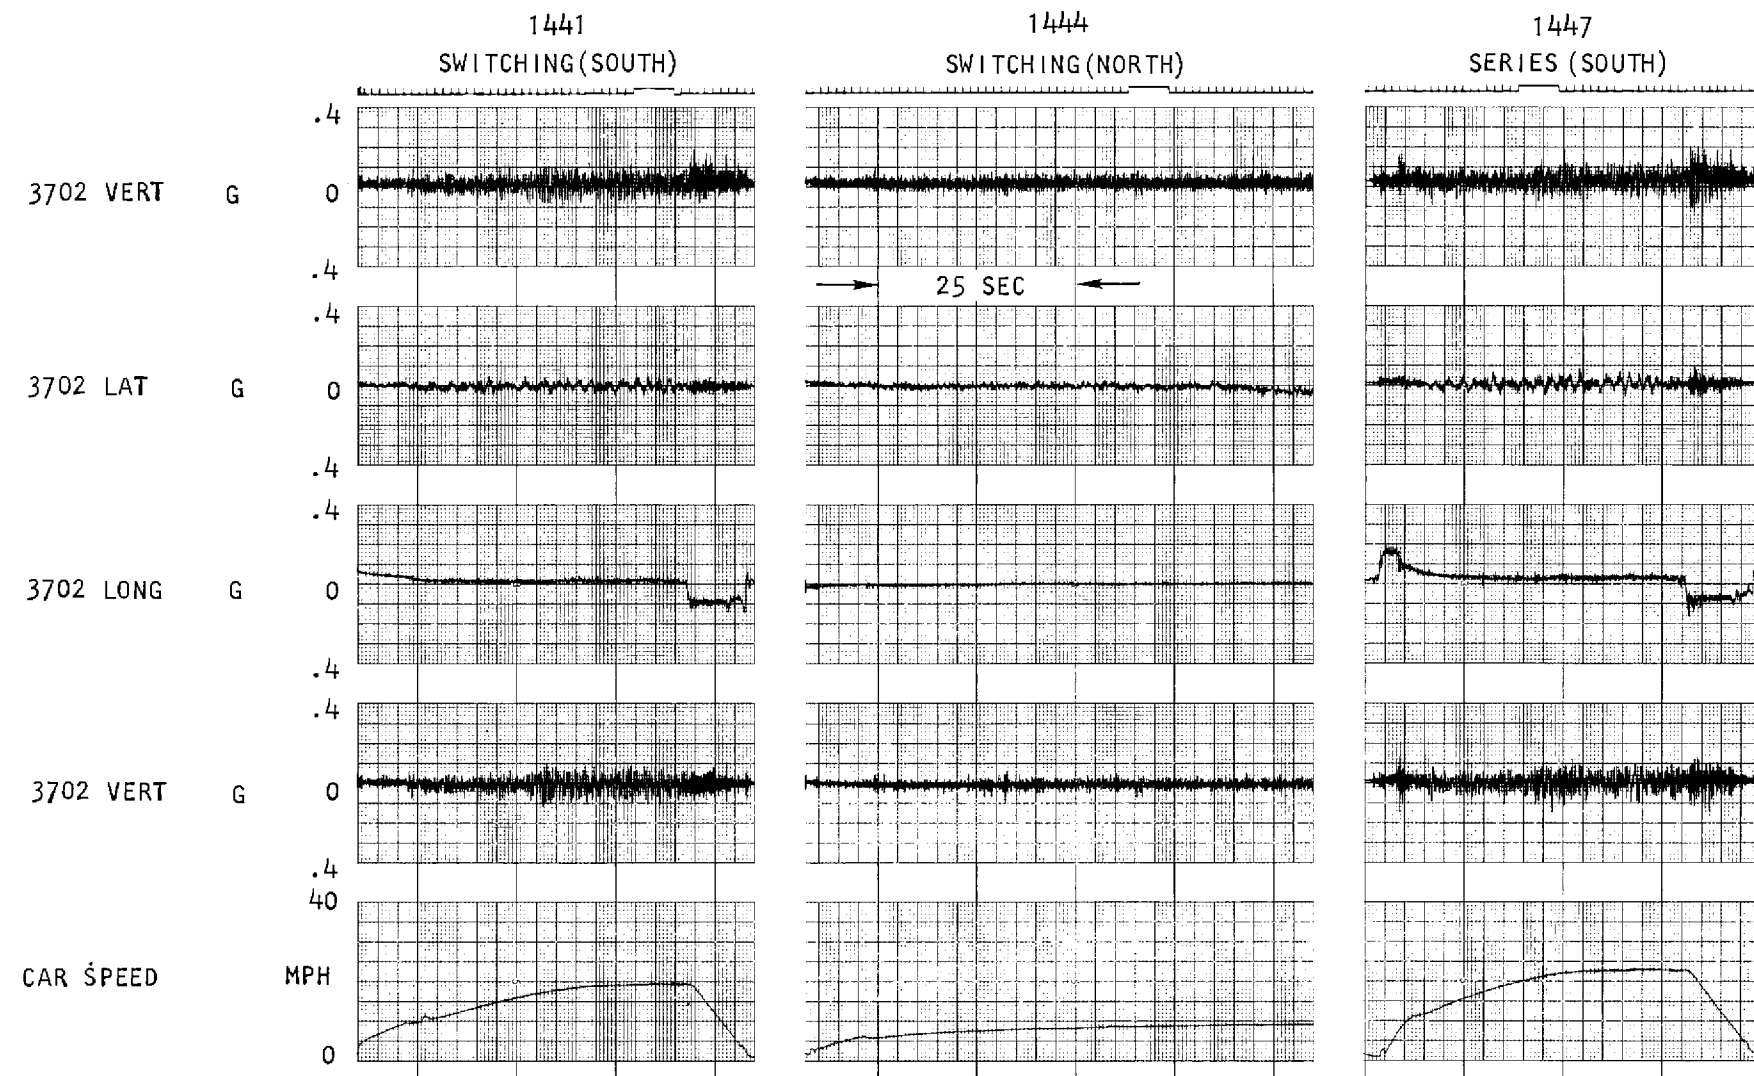 1441
SWITCHING(SOUTH)
1444
SWITCHING(NORTH)
1447
SERIES (SOUTH)
.4
3702 VERT G 0
.4
25 SEC
.4
3702 LAT G 0
.4
.4
3702 LONG G 0
.4
.4
3702 VERT G 0
.4
40
CAR SPEED MPH
0